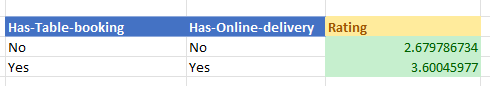 Has-Table-booking Has-Online-delivery Rating
No No 2.679786734
Yes Yes 3.60045977